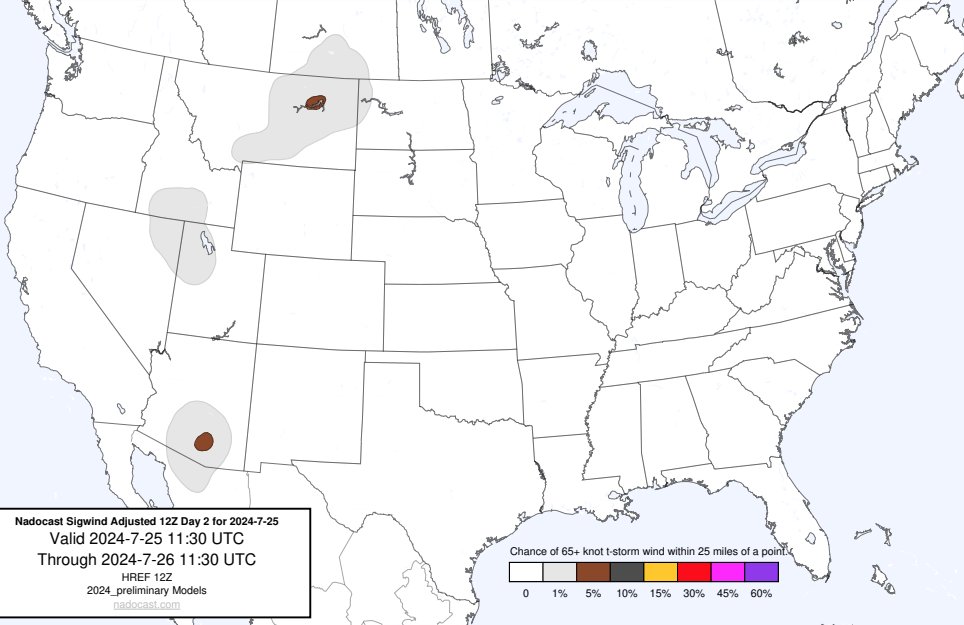 Nadocast Sigwind Adjusted 12Z Day 2 for 2024-7-25
Valid 2024-7-25 11:30 UTC
Through 2024-7-26 11:30 UTC
HREF 12Z
2024_preliminary Models
nadocast.com
Chance of 65+ knot t-storm wind within 25 miles of a point.
0 1% 5% 10% 15% 30% 45% 60%